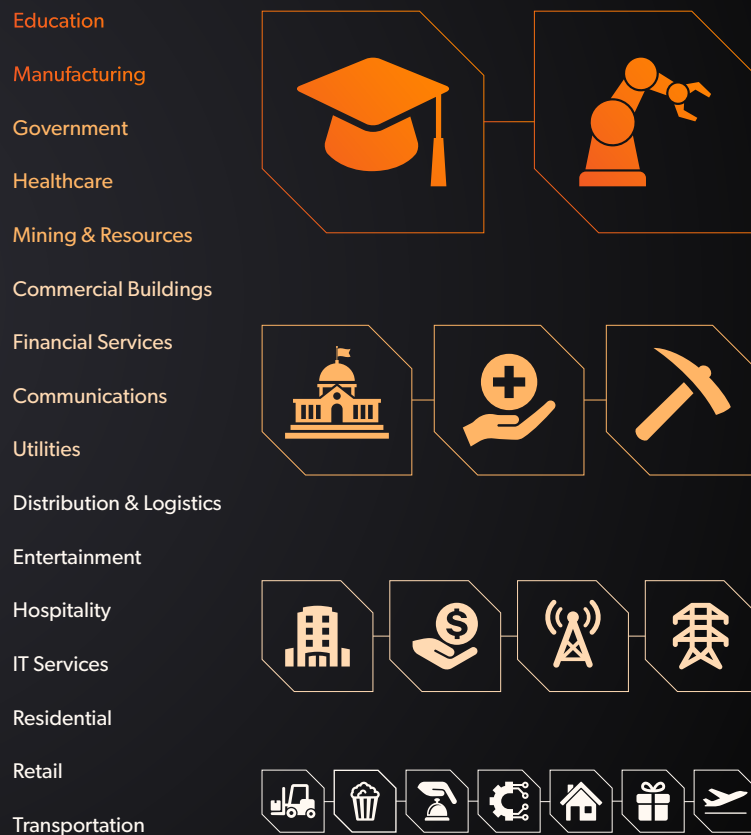 Education
Manufacturing
Government
Healthcare
Mining & Resources
Commercial Buildings
Financial Services
Communications
Utilities
Distribution & Logistics
Entertainment
Hospitality
IT Services
Residential
Retail
Transportation
$